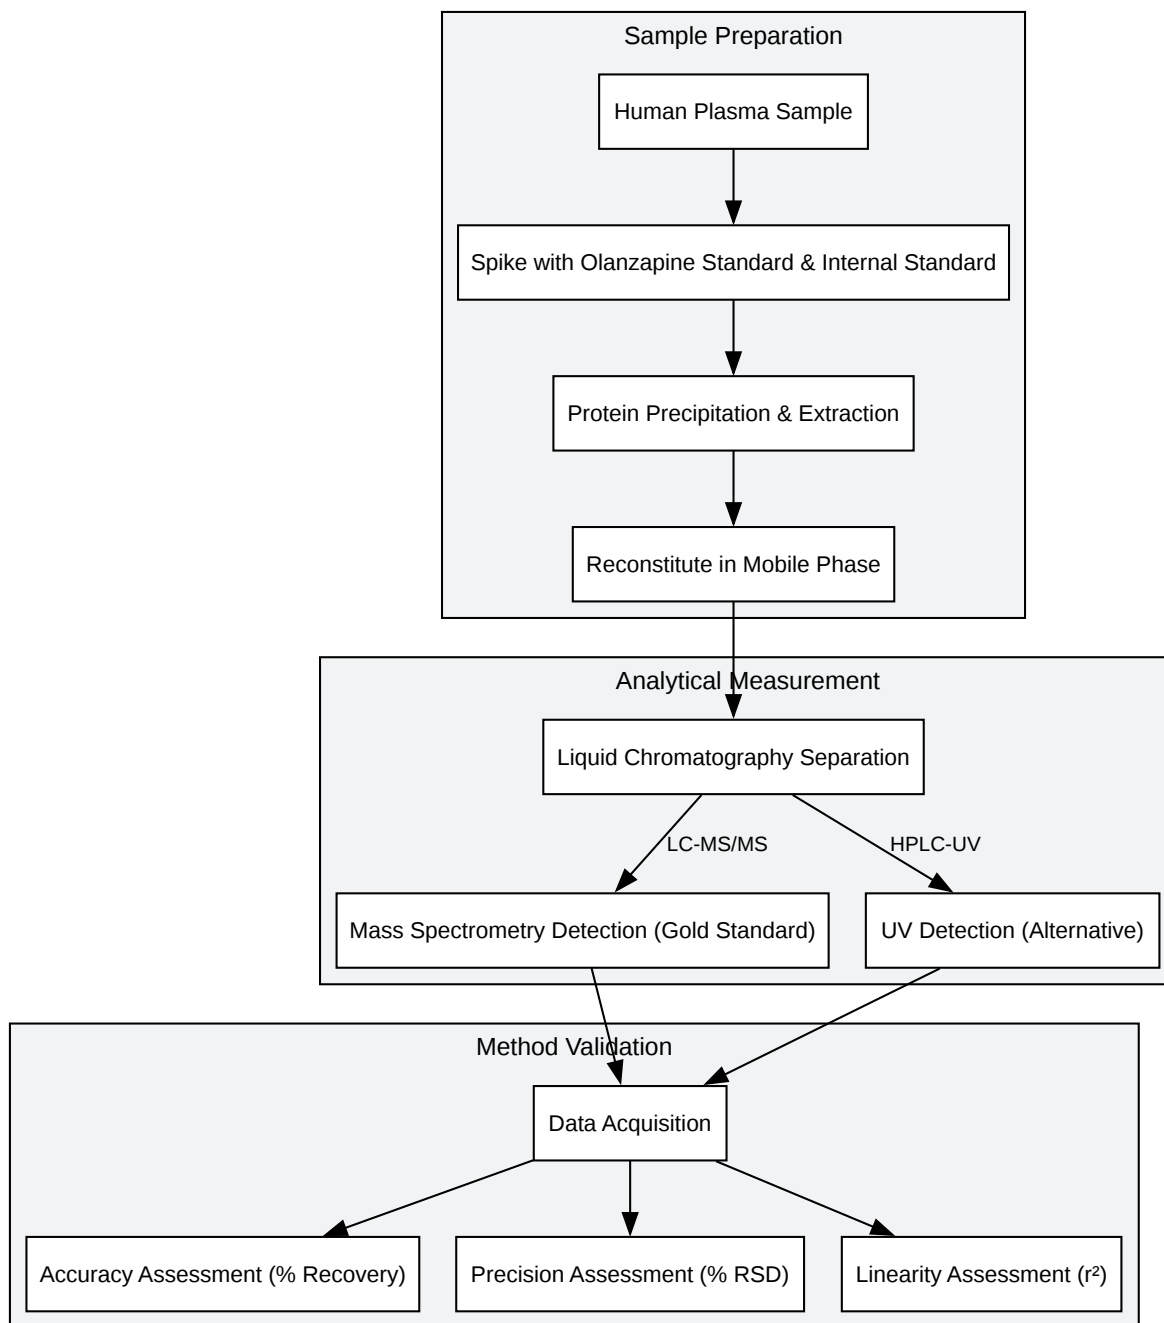 Sample Preparation
Human Plasma Sample
Spike with Olanzapine Standard & Internal Standard
Protein Precipitation & Extraction
Reconstitute in Mobile Phase
Analytical Measurement
Liquid Chromatography Separation
LC-MS/MS
HPLC-UV
Mass Spectrometry Detection (Gold Standard)
UV Detection (Alternative)
Method Validation
Data Acquisition
Accuracy Assessment (% Recovery)
Precision Assessment (% RSD)
Linearity Assessment (r²)